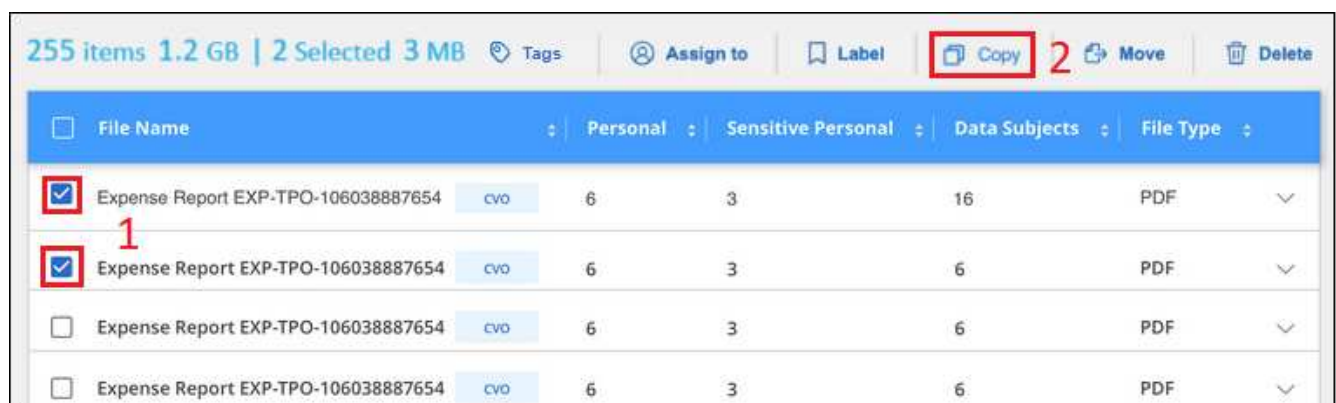 255 items 1.2 GB | 2 Selected 3 MB Tags Assign to Label Copy 2 Move Delete
File Name Personal Sensitive Personal Data Subjects File Type
Expense Report EXP-TPO-106038887654 CVO 6 3 16 PDF
1
Expense Report EXP-TPO-106038887654 CVO 6 3 6 PDF
Expense Report EXP-TPO-106038887654 CVO 6 3 6 PDF
Expense Report EXP-TPO-106038887654 CVO 6 3 6 PDF